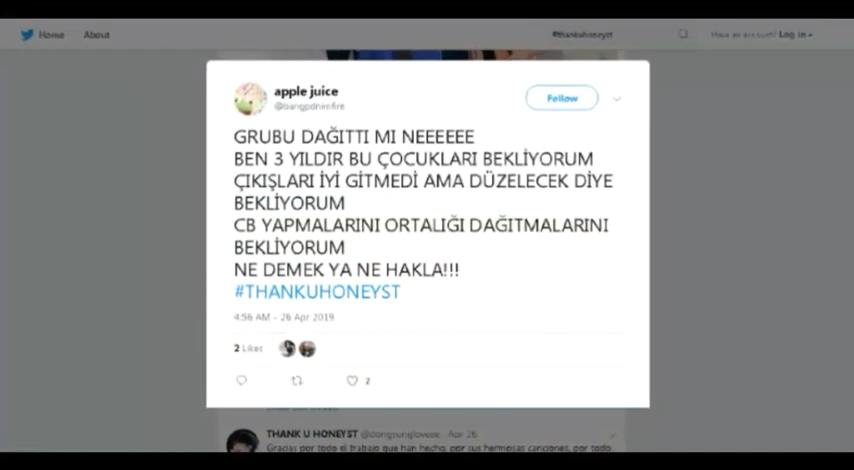 Home About #thankuhoneyst Have an account? Log in
apple juice
Follow
@bangpdnimfire
GRUBU DAĞITTI MI NEEEEEE
BEN 3 YILDIR BU ÇOCUKLARI BEKLİYORUM
ÇIKIŞLARI İYİ GİTMEDİ AMA DÜZELECEK DİYE
BEKLİYORUM
CB YAPMALARINI ORTALIĞI DAĞITMALARINI
BEKLİYORUM
NE DEMEK YA NE HAKLA!!!
#THANKUHONEYST
4:56 AM - 26 Apr 2019
2 Likes
2
THANK U HONEYST Apr 26
Gracias por todo el trabajo que han hecho, por sus hermosas canciones, por todo